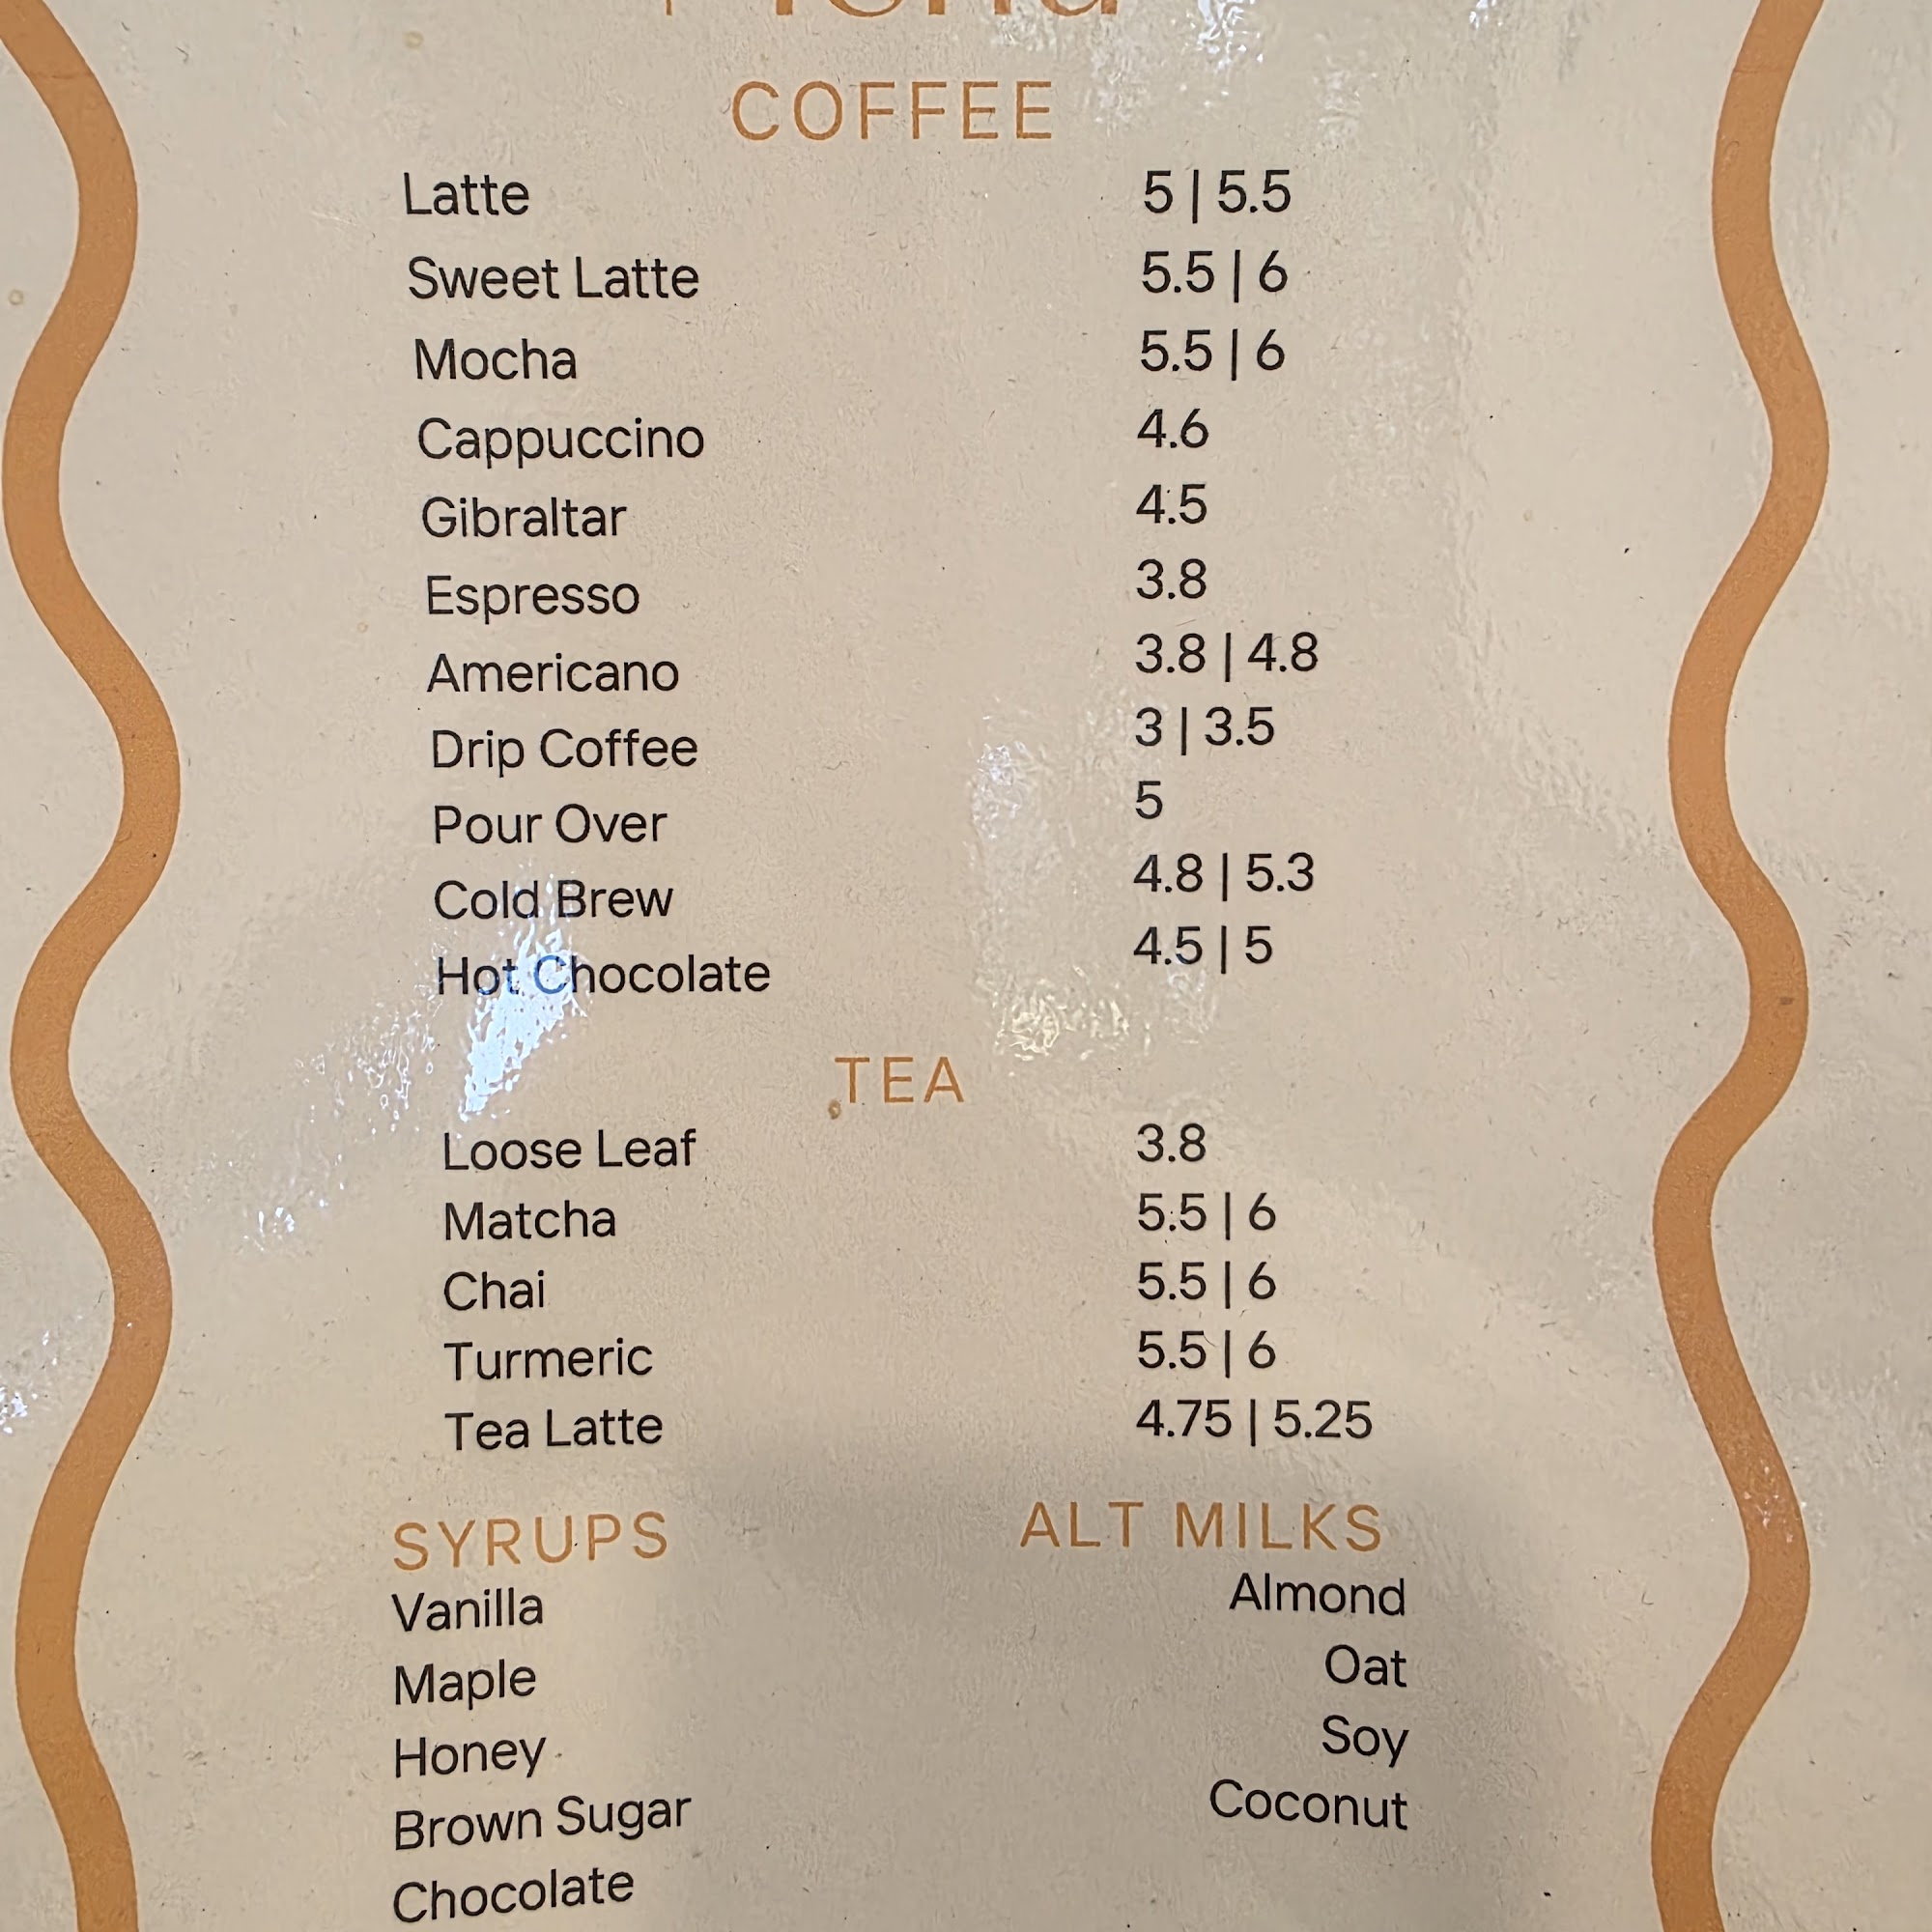 COFFEE
Latte 5 | 5.5
Sweet Latte 5.5 | 6
Mocha 5.5 | 6
Cappuccino 4.6
Gibraltar 4.5
Espresso 3.8
Americano 3.8 | 4.8
Drip Coffee 3 | 3.5
Pour Over 5
Cold Brew 4.8 | 5.3
Hot Chocolate 4.5 | 5
TEA
Loose Leaf 3.8
Matcha 5.5 | 6
Chai 5.5 | 6
Turmeric 5.5 | 6
Tea Latte 4.75 | 5.25
SYRUPS
Vanilla
Maple
Honey
Brown Sugar
Chocolate
ALT MILKS
Almond
Oat
Soy
Coconut